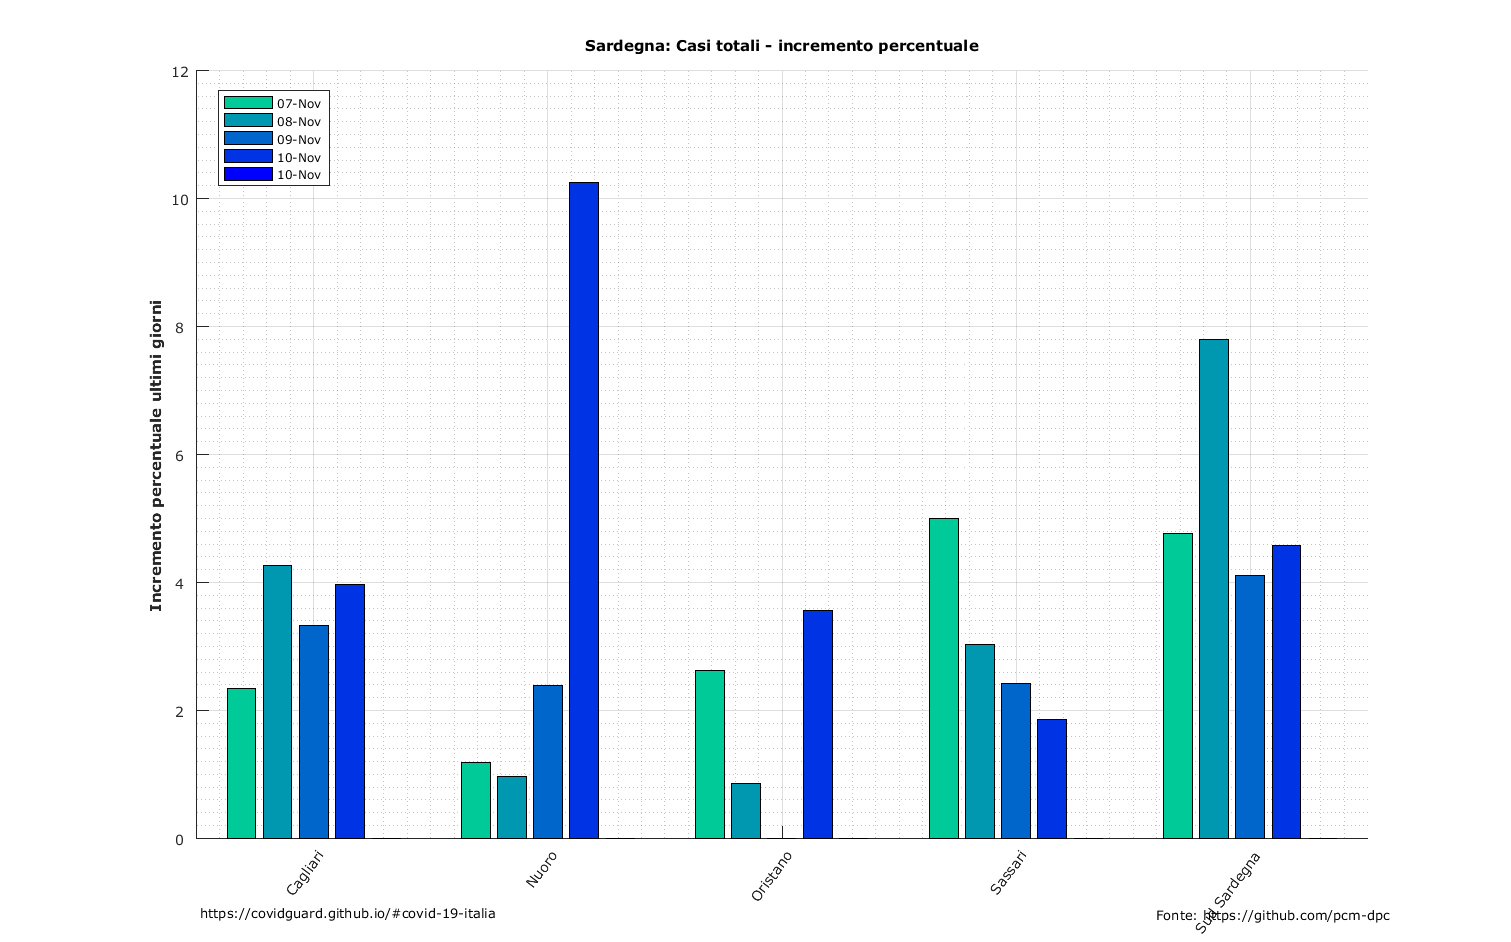 Sardegna: Casi totali - incremento percentuale
12
10
8
6
4
2
0
Incremento percentuale ultimi giorni
07-Nov
08-Nov
09-Nov
10-Nov
10-Nov
Cagliari
Nuoro
Oristano
Sassari
Sud Sardegna
https://covidguard.github.io/#covid-19-italia
Fonte: https://github.com/pcm-dpc